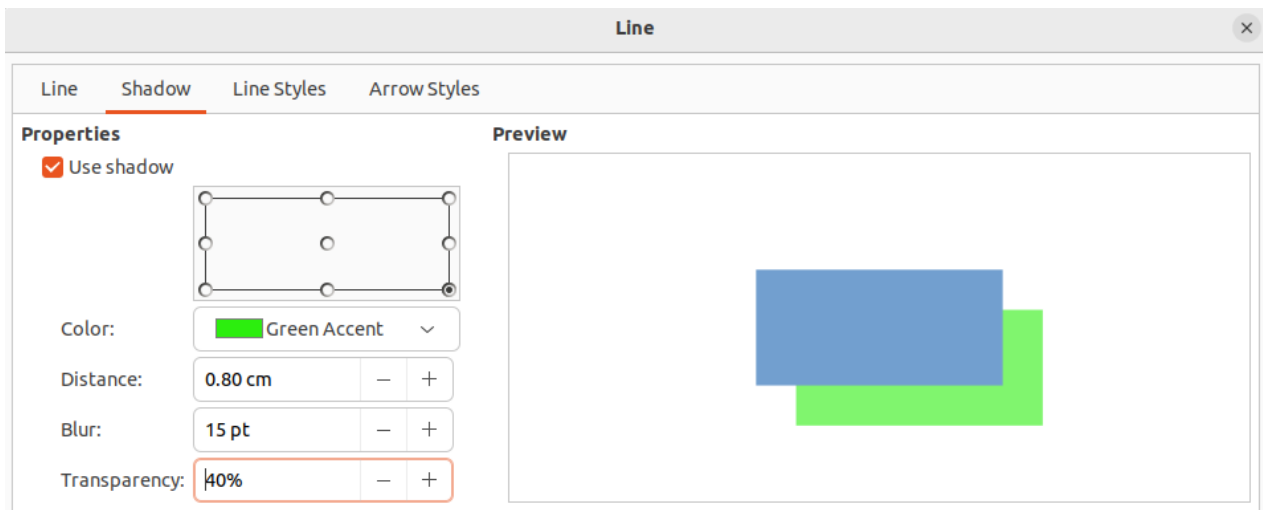 Line
Line Shadow Line Styles Arrow Styles
Properties
Preview
Use shadow
Color: Green Accent
Distance: 0.80 cm
Blur: 15 pt
Transparency: 40%